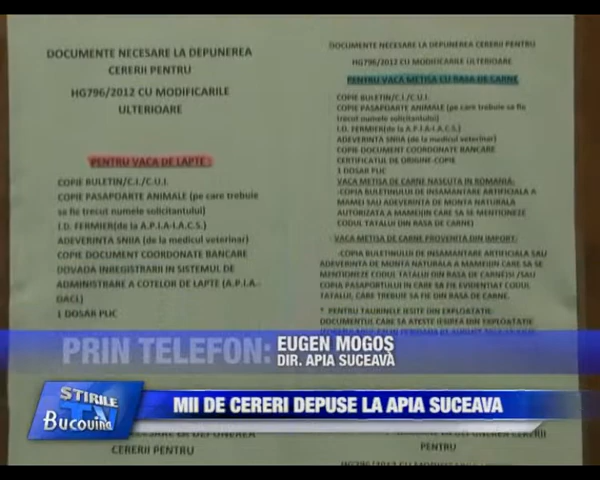 DOCUMENTE NECESARE LA DEPUNEREA
CERERII PENTRU
HG796/2012 CU MODIFICARILE
ULTERIOARE
PENTRU VACA DE LAPTE :
COPIE BULETIN/C.I./C.U.I.
COPIE PASAPOARTE ANIMALE (pe care trebuie
sa fie trecut numele solicitantului)
I.D. FERMIER(de la A.P.I.A-I.A.C.S.)
ADEVERINTA SNIIA (de la medicul veterinar)
COPIE DOCUMENT COORDONATE BANCARE
DOVADA INREGISTRARII IN SISTEMUL DE
ADMINISTRARE A COTELOR DE LAPTE (A.P.I.A-
DACL)
1 DOSAR PLIC
DOCUMENTE NECESARE LA DEPUNEREA CERERII PENTRU
HG796/2012 CU MODIFICARILE ULTERIOARE
PENTRU VACA METISA CU RASA DE CARNE
COPIE BULETIN/C.I./C.U.I.
COPIE PASAPOARTE ANIMALE (pe care trebuie sa fie
trecut numele solicitantului)
I.D. FERMIER(de la A.P.I.A-I.A.C.S.)
ADEVERINTA SNIIA (de la medicul veterinar)
COPIE DOCUMENT COORDONATE BANCARE
CERTIFICAT DE ORIGINE-COPIE
1 DOSAR PLIC
VACA METISA DE CARNE NASCUTA IN ROMANIA:
-COPIA BULETINULUI DE INSAMANTARE ARTIFICIALA A
MAMEI SAU ADEVERINTA DE MONTA NATURALA
AUTORIZATA A MAMEI(IN CARE SA SE MENTIONEZE
CODUL TATALUI DIN RASA DE CARNE)
- VACA METISA DE CARNE PROVENITA DIN IMPORT:
-COPIA BULETINULUI DE INSAMANTARE ARTIFICIALA SAU
ADEVERINTA DE MONTA NATURALA A MAMEI(IN CARE SA SE
MENTIONEZE CODUL TATALUI DIN RASA DE CARNE)SI/SAU
COPIA PASAPORTULUI IN CARE SA FIE EVIDENTIAT CODUL
TATALUI, CARE TREBUIE SA FIE DIN RASA DE CARNE.
* PENTRU TAURINELE IESITE DIN EXPLOATATIE:
DOCUMENTUL CARE SA ATESTE IESIREA DIN EXPLOATATIE
PRIN TELEFON:
EUGEN MOGOȘ
DIR. APIA SUCEAVA
ȘTIRILE
TV
Bucovina
MII DE CERERI DEPUSE LA APIA SUCEAVA
CERERII PENTRU
PENTRU